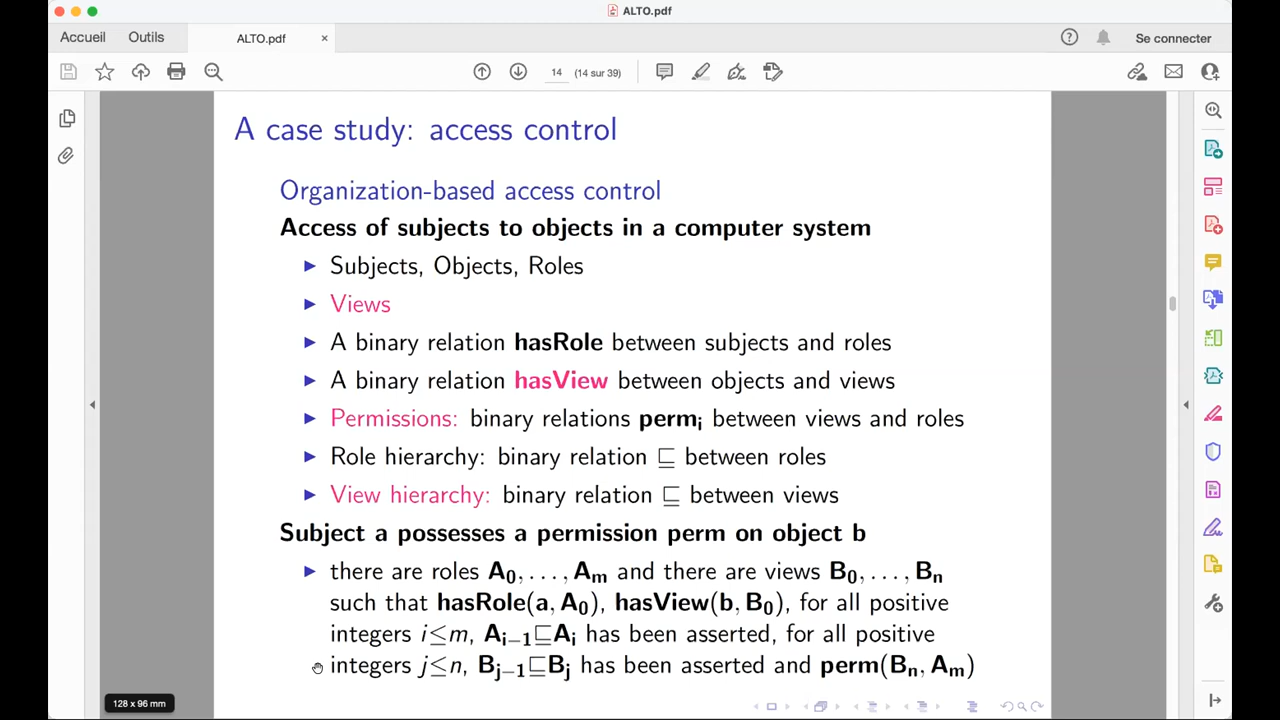 ALTO.pdf
Accueil Outils ALTO.pdf × Se connecter
14 (14 sur 39)
A case study: access control
Organization-based access control
Access of subjects to objects in a computer system
▶ Subjects, Objects, Roles
▶ Views
▶ A binary relation hasRole between subjects and roles
▶ A binary relation hasView between objects and views
▶ Permissions: binary relations permᵢ between views and roles
▶ Role hierarchy: binary relation ⊑ between roles
▶ View hierarchy: binary relation ⊑ between views
Subject a possesses a permission perm on object b
▶ there are roles A₀, . . . , Aₘ and there are views B₀, . . . , Bₙ
such that hasRole(a, A₀), hasView(b, B₀), for all positive
integers i≤m, Aᵢ₋₁⊑Aᵢ has been asserted, for all positive
integers j≤n, Bⱼ₋₁⊑Bⱼ has been asserted and perm(Bₙ, Aₘ)
128 x 96 mm